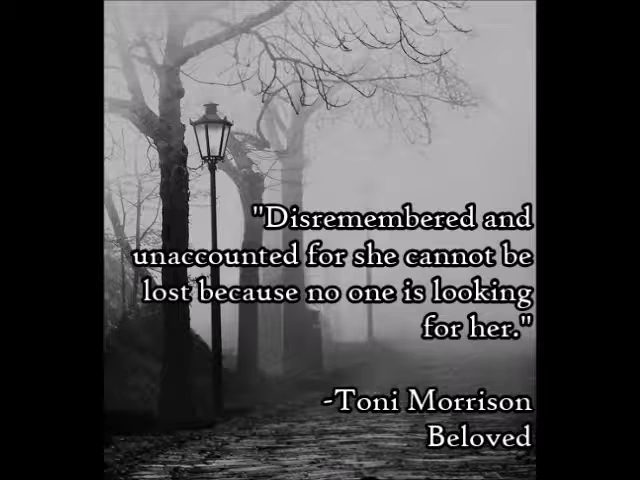 "Disremembered and
unaccounted for she cannot be
lost because no one is looking
for her."
-Toni Morrison
Beloved